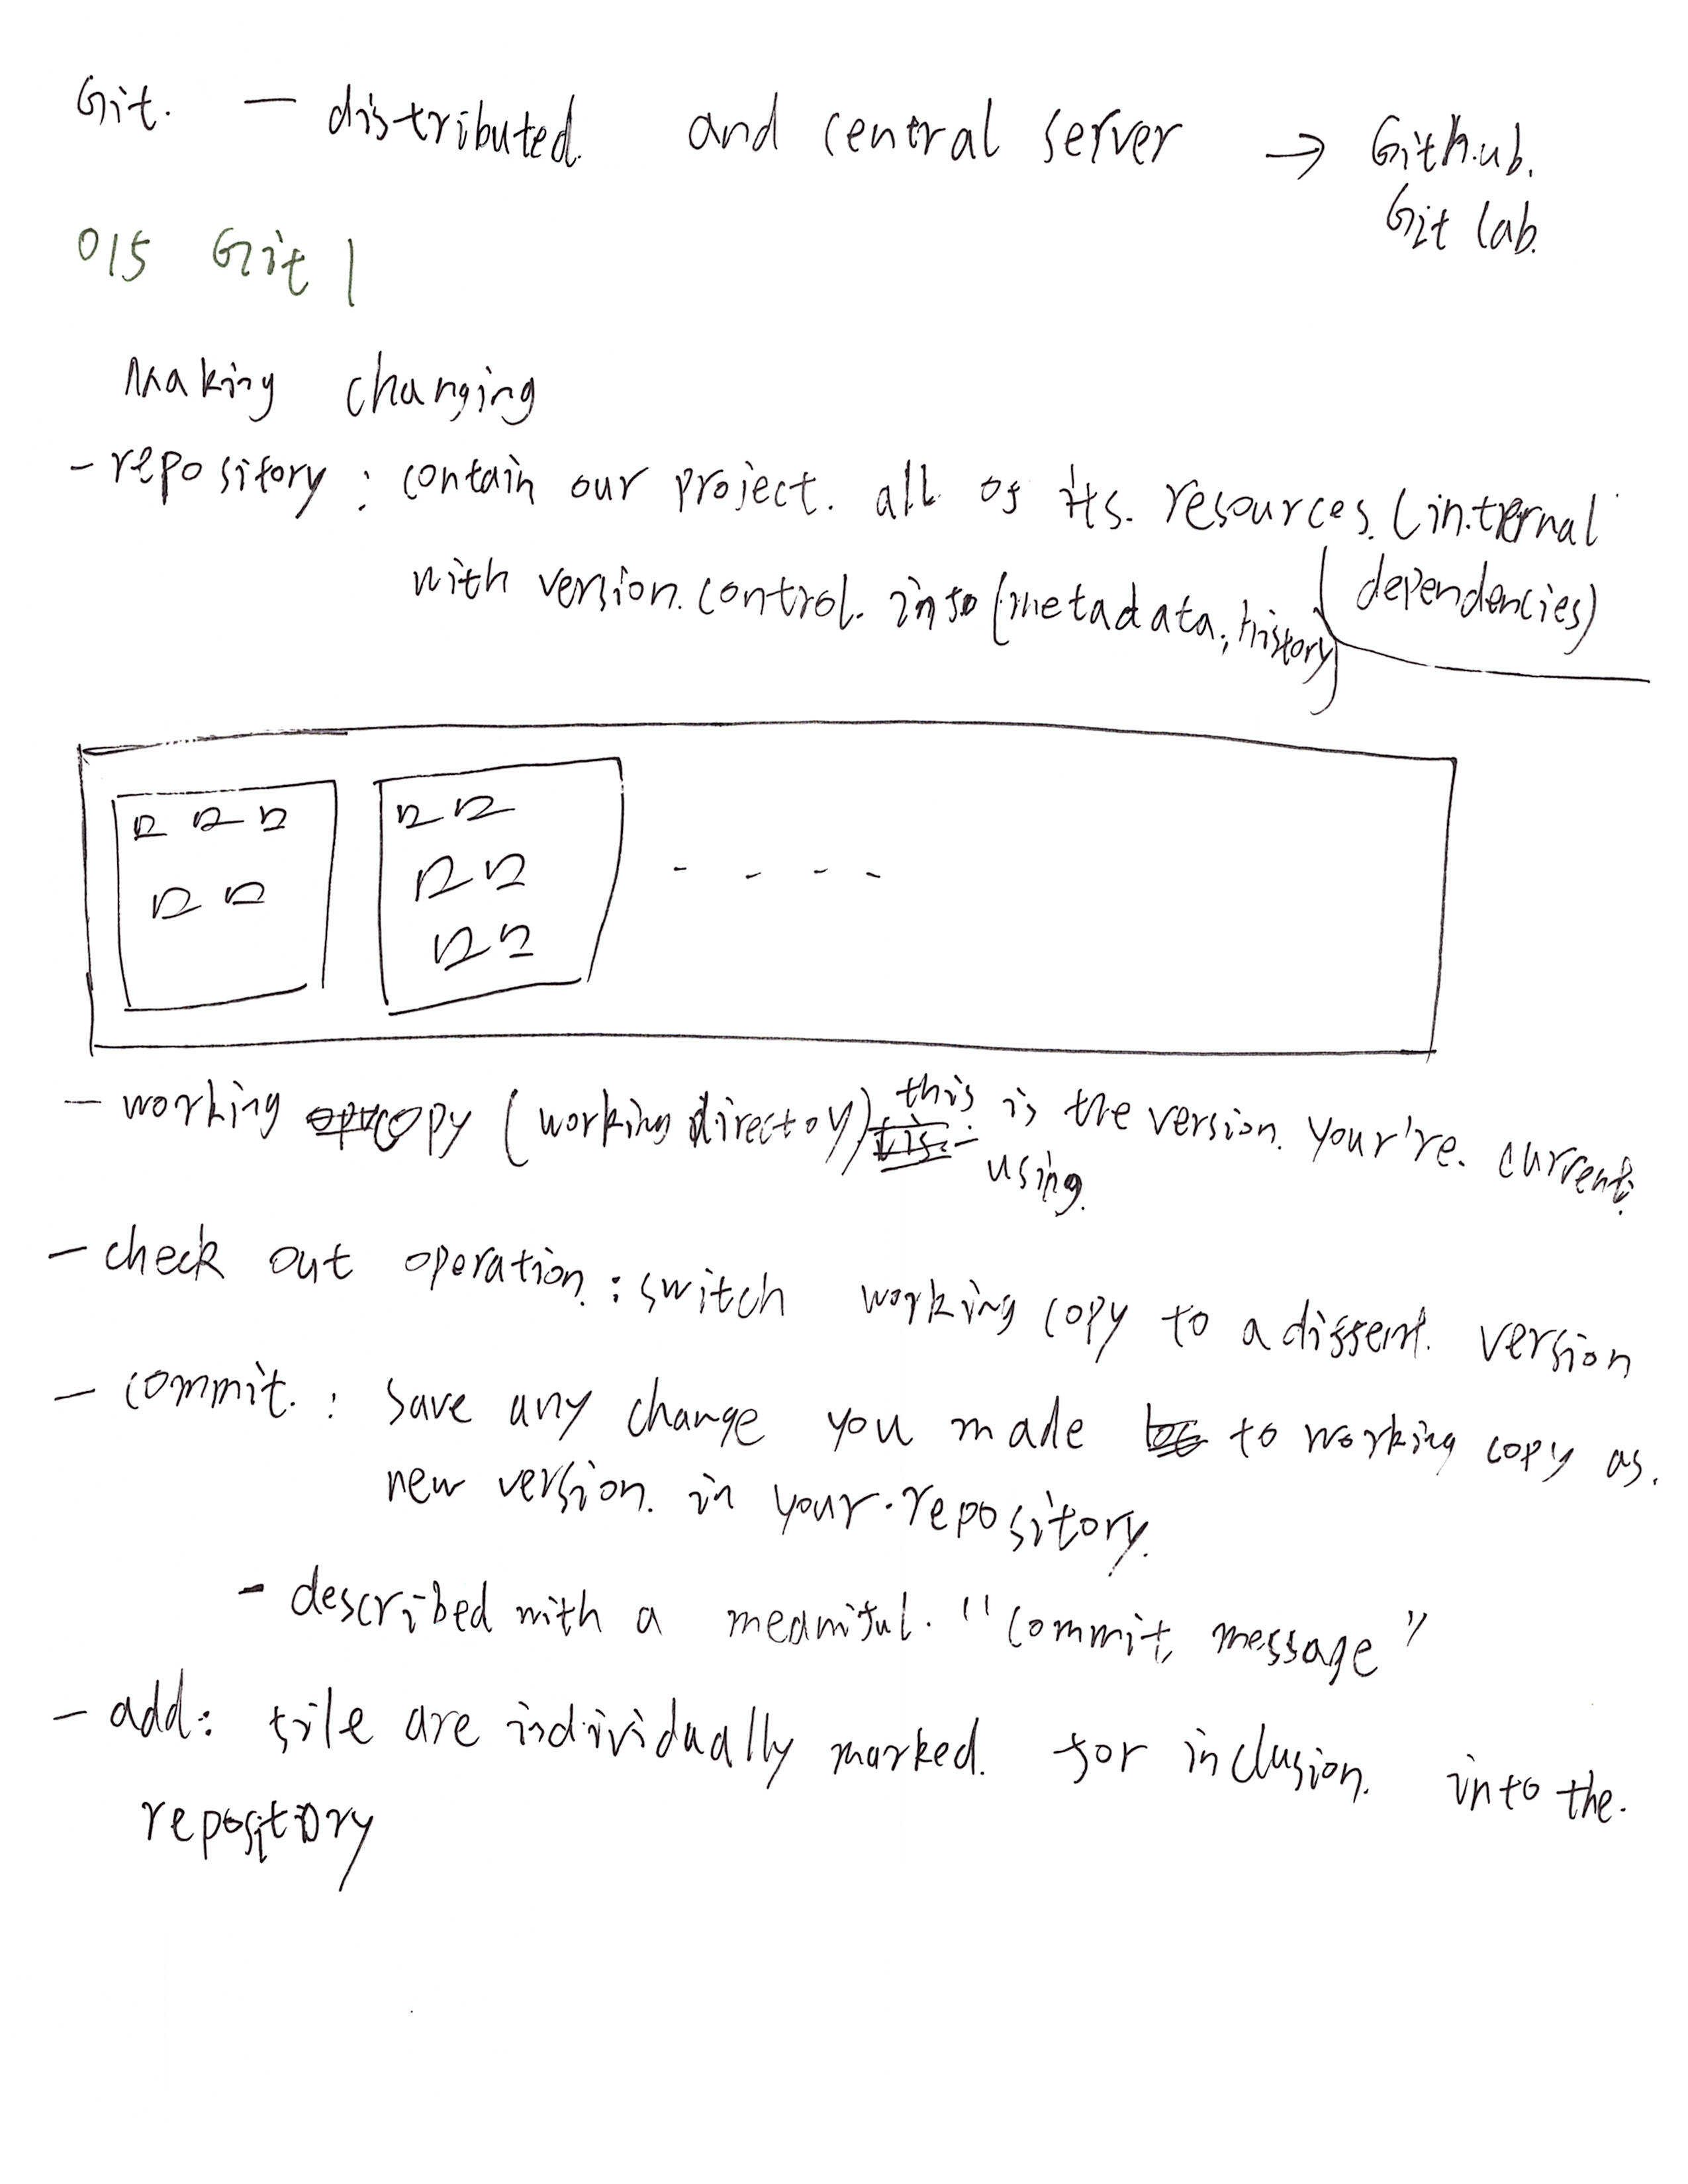 Git. — distributed. and central server → Github.
Git lab.
015 Git 1
Making changing
- repository : contain our project. all of its. resources. (internal
dependencies)
with version. control. info (metadata, history)
- working copy (working directoy) this is the version. your're. current.
using.
- check out operation. : switch working copy to a differnt. version
- commit. : save any change you made to working copy as.
new version. in your repository.
- described with a meaniful. "commit message"
- add: file are individually marked. for inclusion. into the.
repository